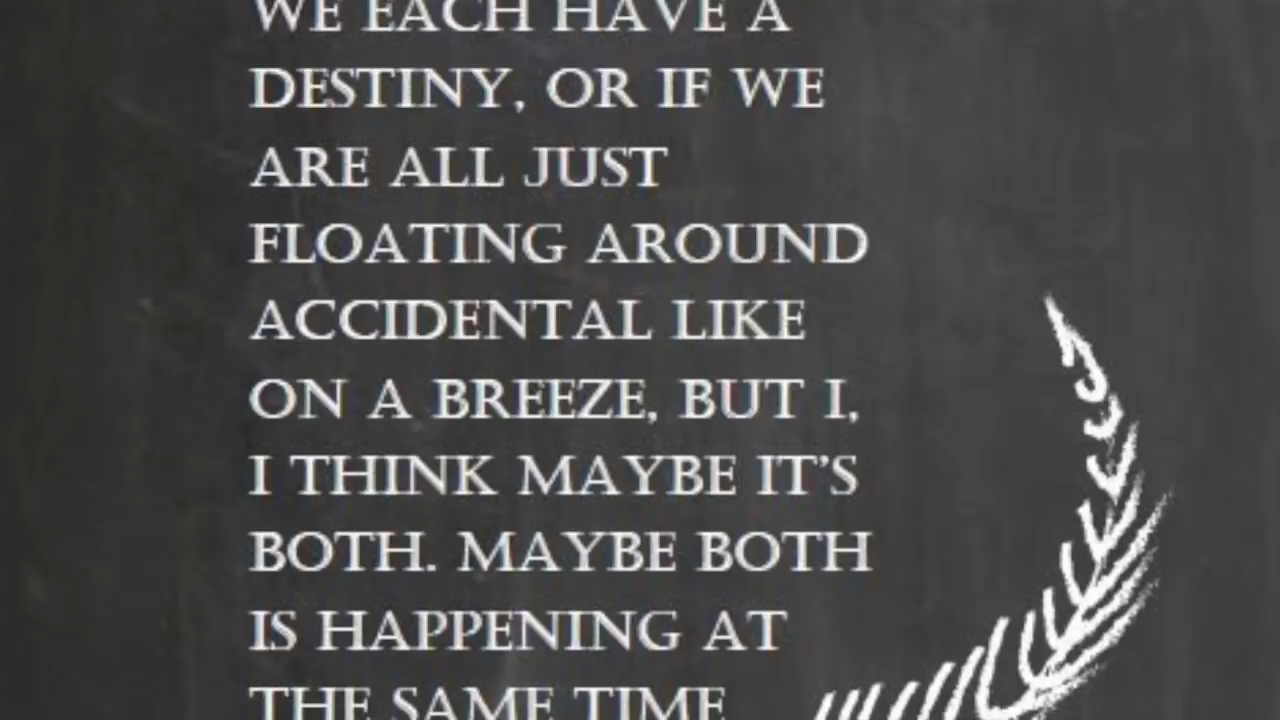 WE EACH HAVE A
DESTINY, OR IF WE
ARE ALL JUST
FLOATING AROUND
ACCIDENTAL LIKE
ON A BREEZE, BUT I,
I THINK MAYBE IT'S
BOTH. MAYBE BOTH
IS HAPPENING AT
THE SAME TIME